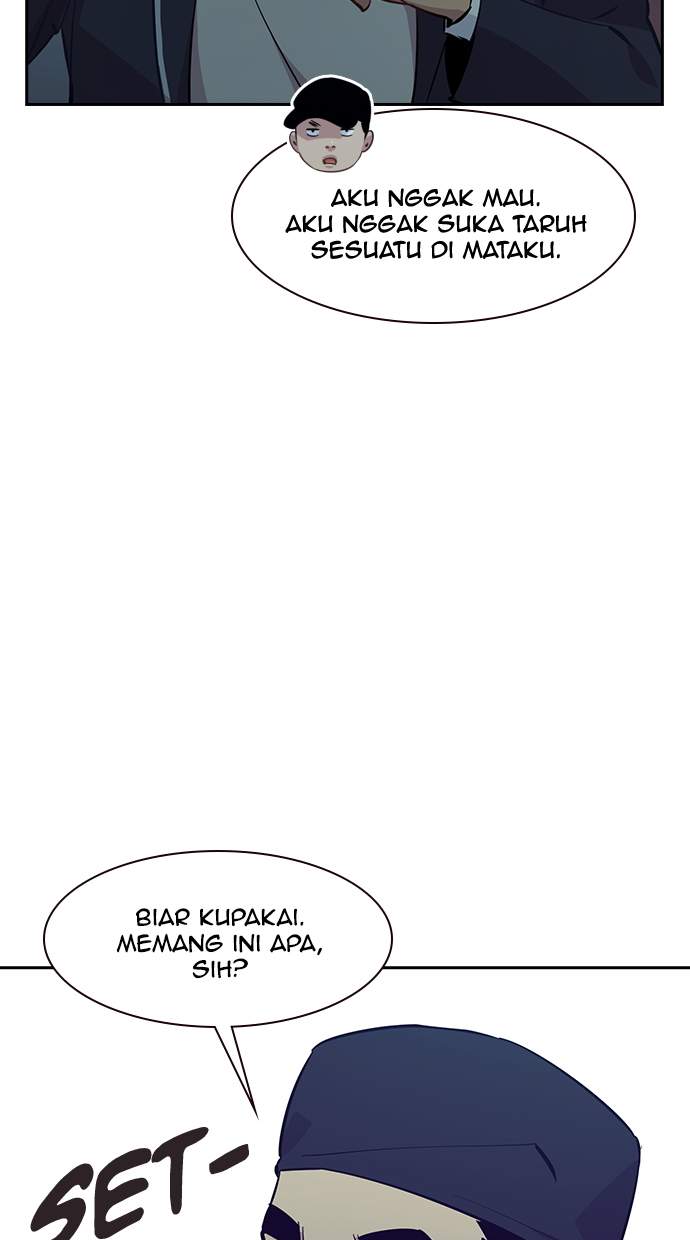 AKU NGGAK MAU.
AKU NGGAK SUKA TARUH
SESUATU DI MATAKU.
BIAR KUPAKAI.
MEMANG INI APA,
SIH?
SET-